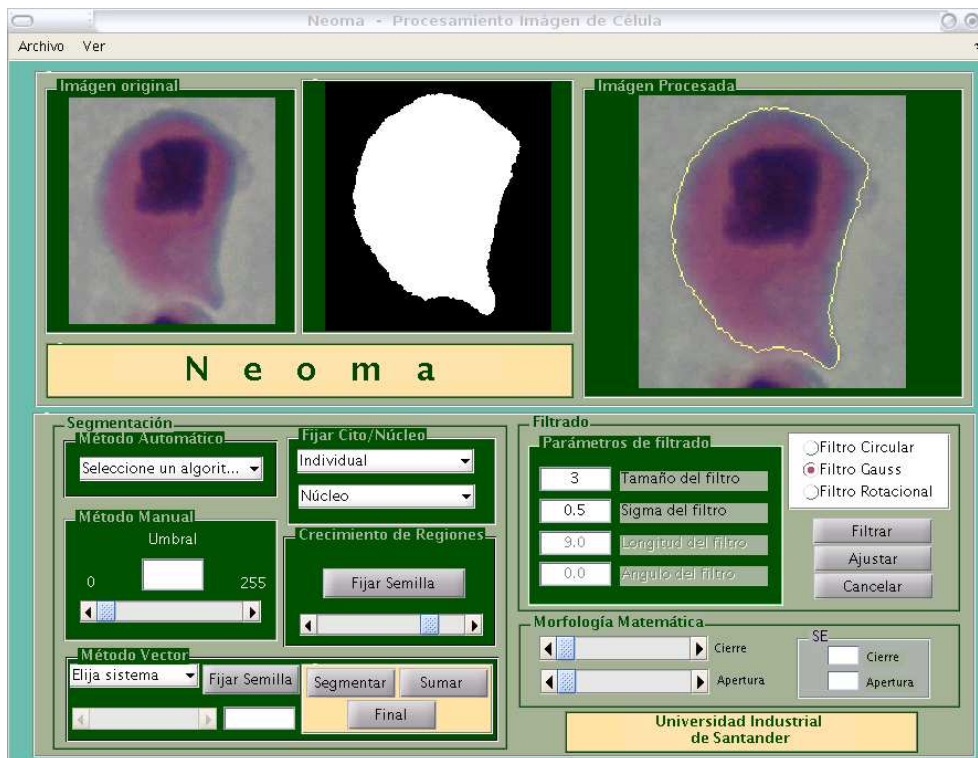 Neoma - Procesamiento Imágen de Célula
Archivo Ver
Imágen original
Imágen Procesada
N e o m a
Segmentación
Método Automático
Seleccione un algorit...
Fijar Cito/Núcleo
Individual
Núcleo
Método Manual
Umbral
0
255
Crecimiento de Regiones
Fijar Semilla
Método Vector
Elija sistema
Fijar Semilla
Segmentar
Sumar
Final
Filtrado
Parámetros de filtrado
3 Tamaño del filtro
0.5 Sigma del filtro
9.0 Longitud del filtro
0.0 Angulo del filtro
Filtro Circular
Filtro Gauss
Filtro Rotacional
Filtrar
Ajustar
Cancelar
Morfología Matemática
Cierre
Apertura
SE
Cierre
Apertura
Universidad Industrial
de Santander